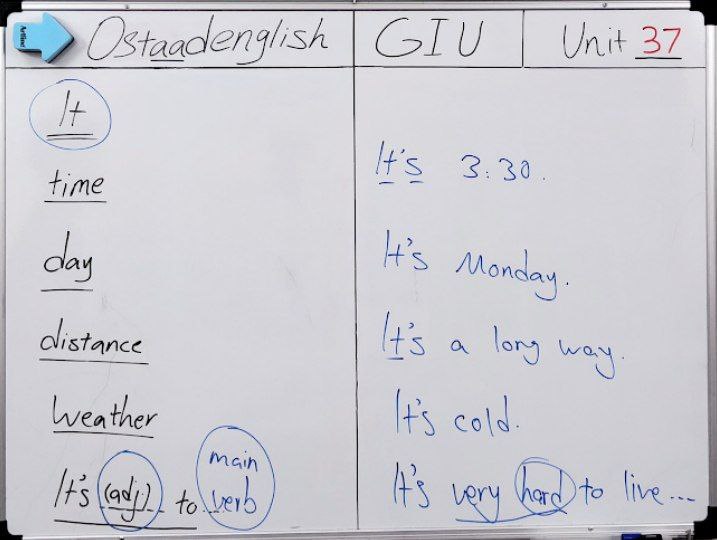 Artline
Ostaadenglish GIU Unit 37
It
time It's 3:30.
day It's Monday.
distance It's a long way.
weather It's cold.
main
It's (adj) to... verb It's very hard to live...